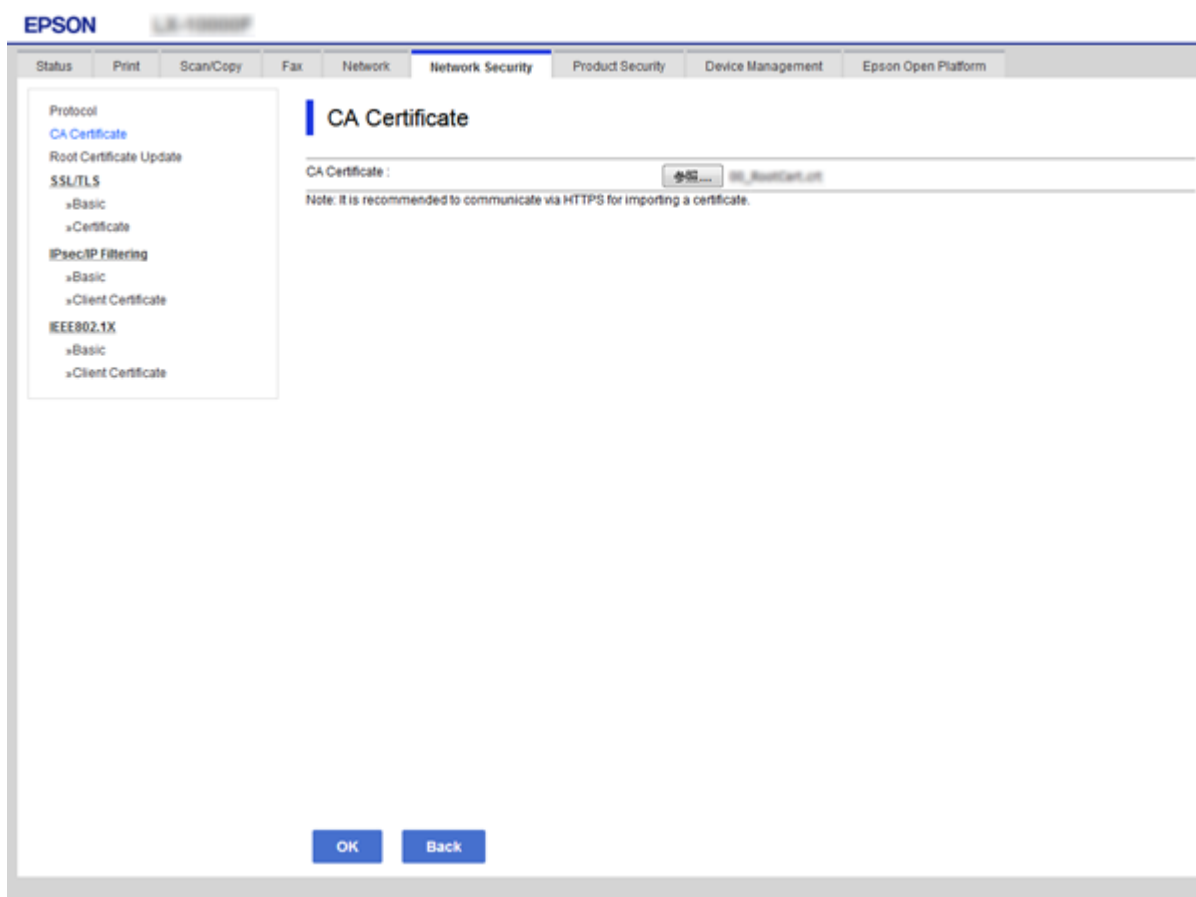 EPSON
Status Print Scan/Copy Fax Network Network Security Product Security Device Management Epson Open Platform
Protocol
CA Certificate
Root Certificate Update
SSL/TLS
»Basic
»Certificate
IPsec/IP Filtering
»Basic
»Client Certificate
IEEE802.1X
»Basic
»Client Certificate
CA Certificate
CA Certificate : 参照...
Note: It is recommended to communicate via HTTPS for importing a certificate.
OK Back